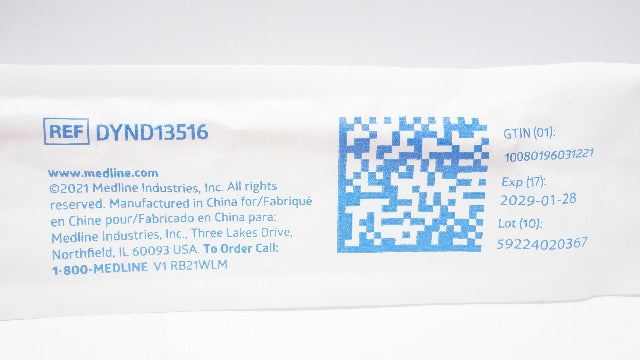 REF DYND13516
www.medline.com
©2021 Medline Industries, Inc. All rights
reserved. Manufactured in China for/Fabriqué
en Chine pour/Fabricado en China para:
Medline Industries, Inc., Three Lakes Drive,
Northfield, IL 60093 USA. To Order Call:
1-800-MEDLINE V1 RB21WLM
GTIN (01):
10080196031221
Exp (17):
2029-01-28
Lot (10):
59224020367